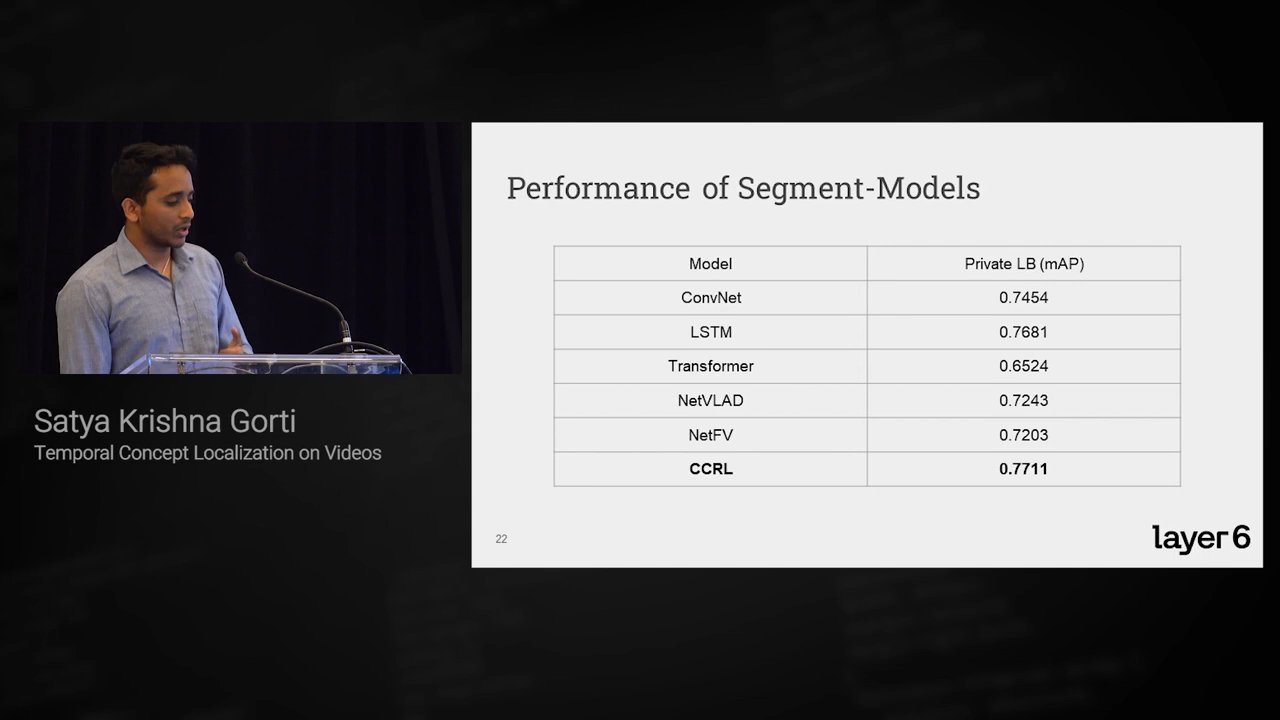 Performance of Segment-Models
Model Private LB (mAP)
ConvNet 0.7454
LSTM 0.7681
Transformer 0.6524
NetVLAD 0.7243
NetFV 0.7203
CCRL 0.7711
22
layer 6
Satya Krishna Gorti
Temporal Concept Localization on Videos